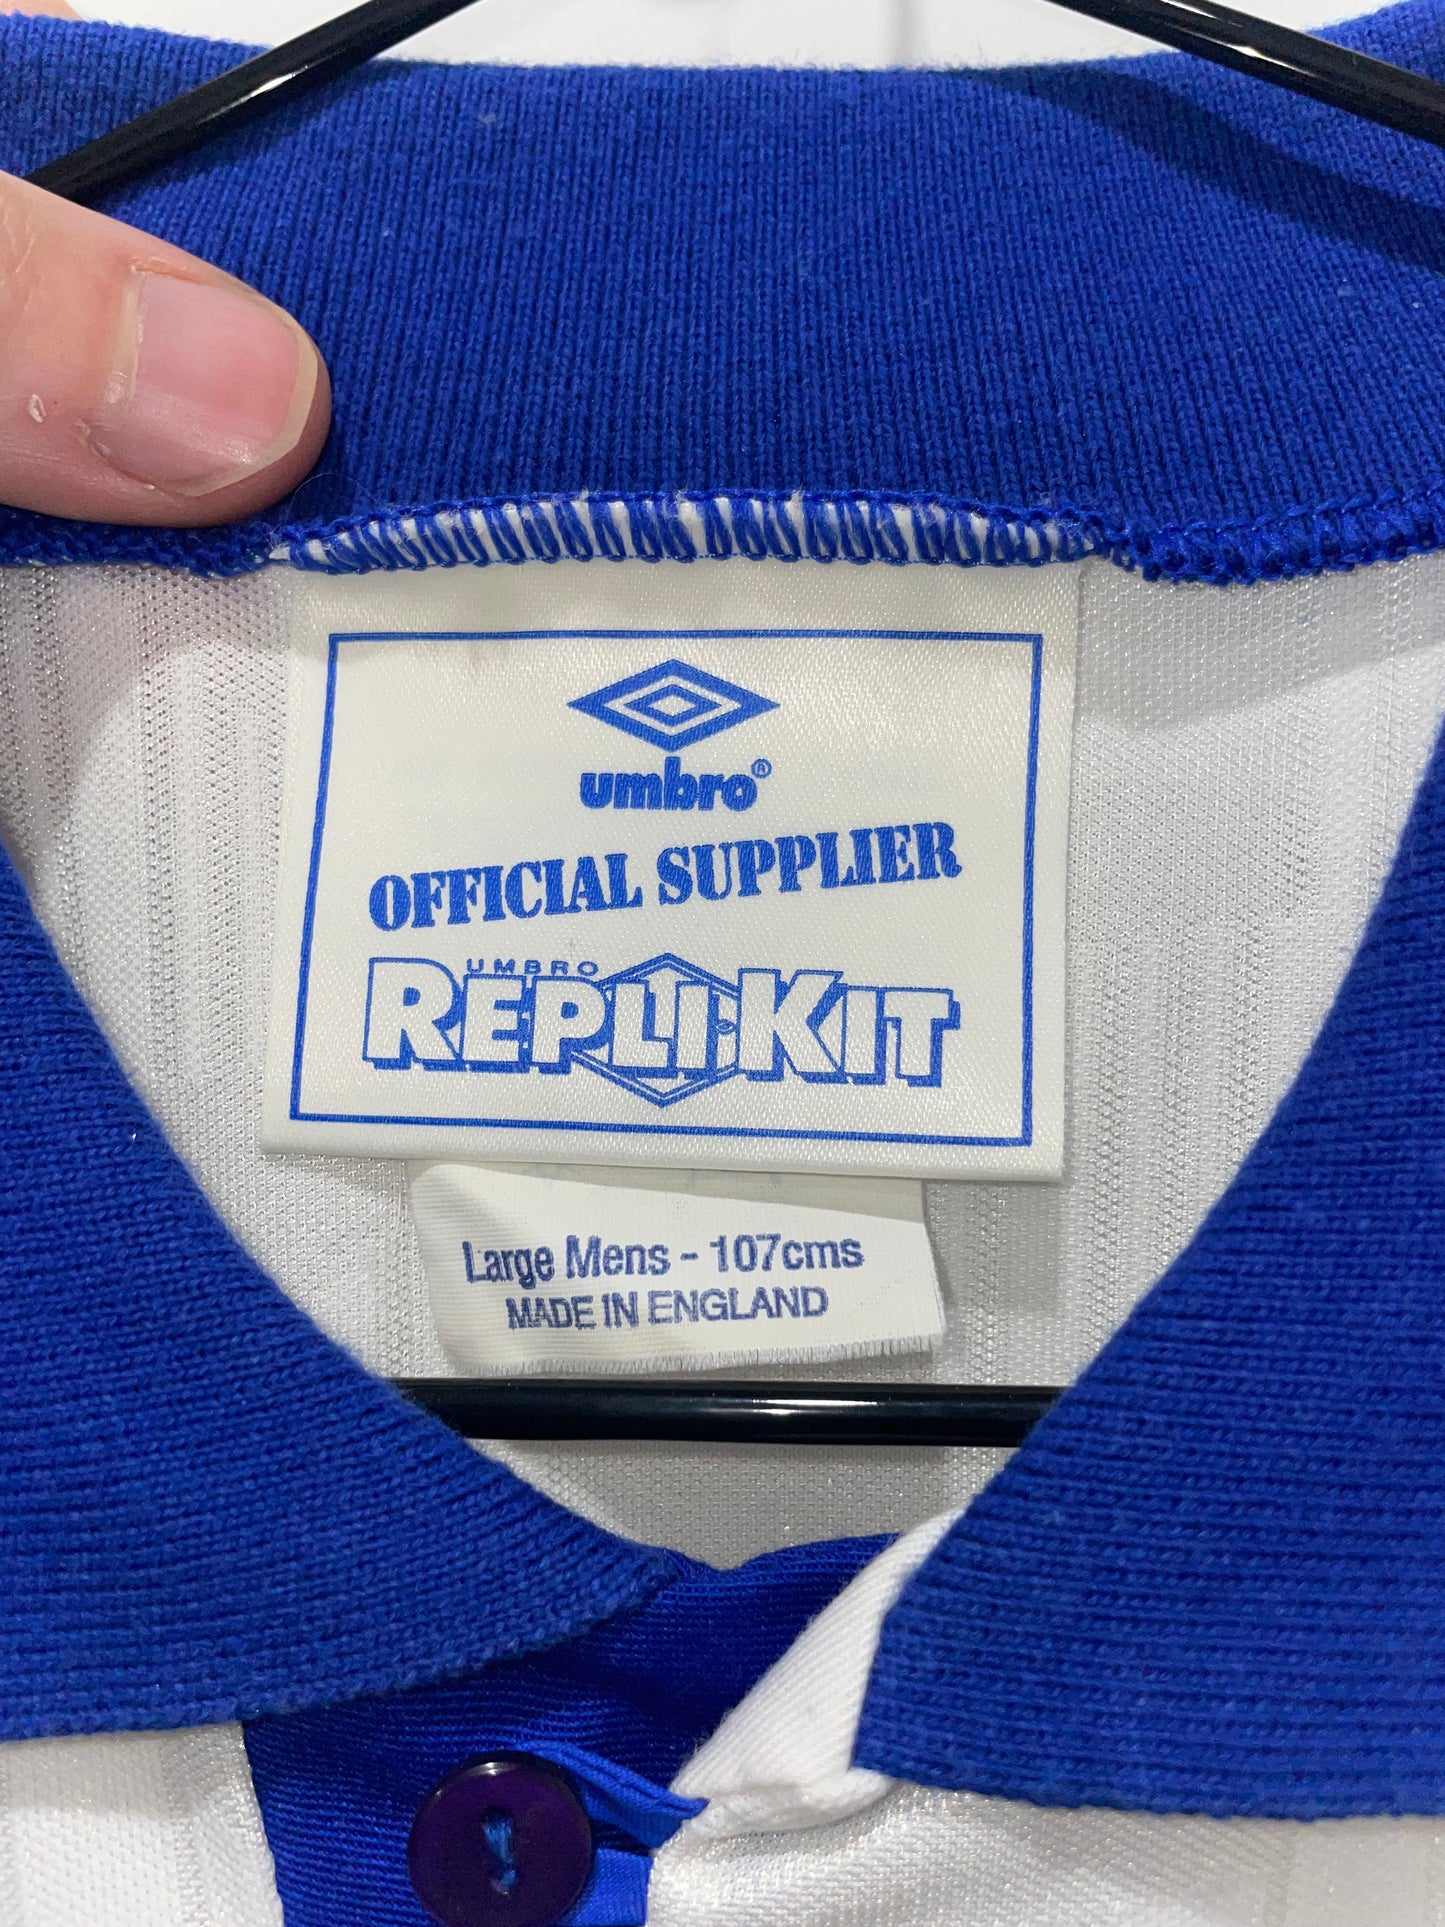 umbro®
OFFICIAL SUPPLIER
UMBRO
REPLI-KIT
Large Mens - 107cms
MADE IN ENGLAND